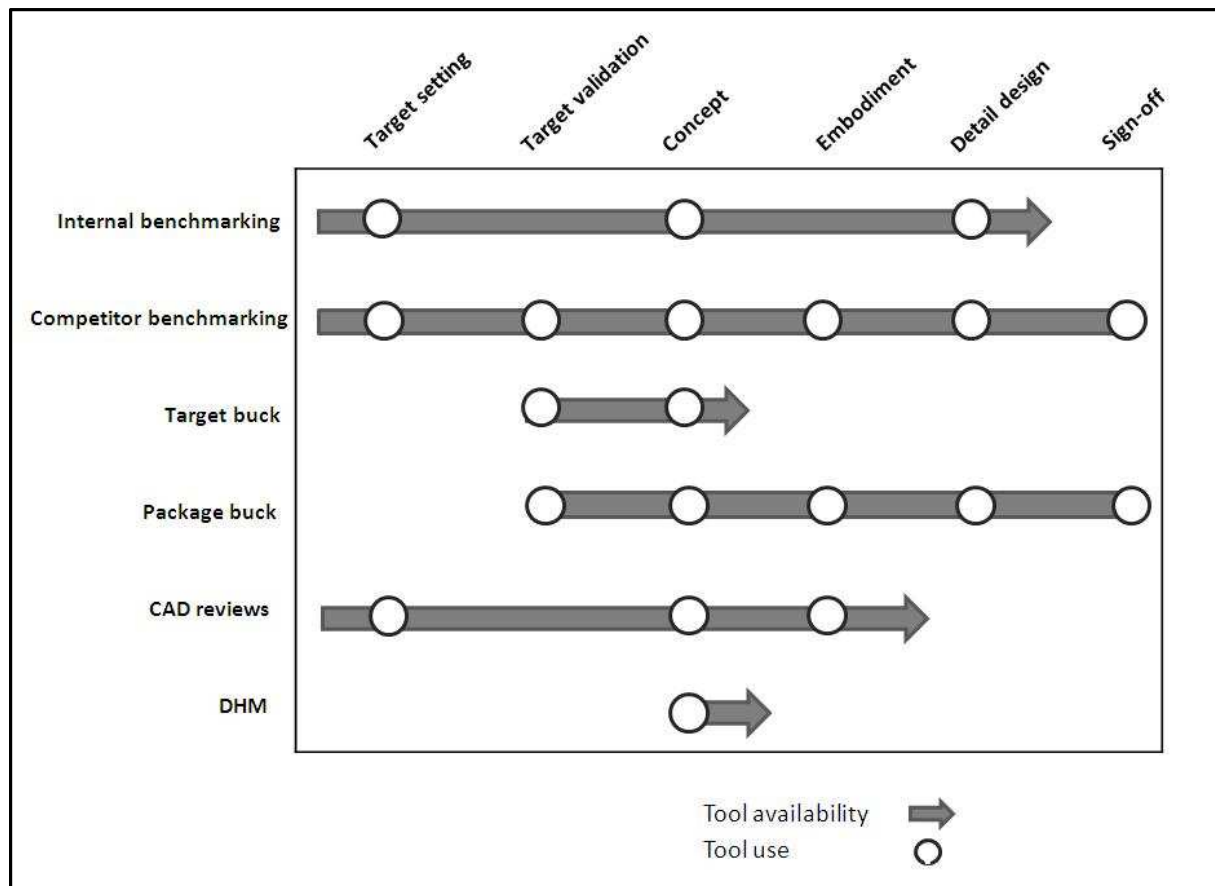 Target setting
Target validation
Concept
Embodiment
Detail design
Sign-off
Internal benchmarking
Competitor benchmarking
Target buck
Package buck
CAD reviews
DHM
Tool availability
Tool use